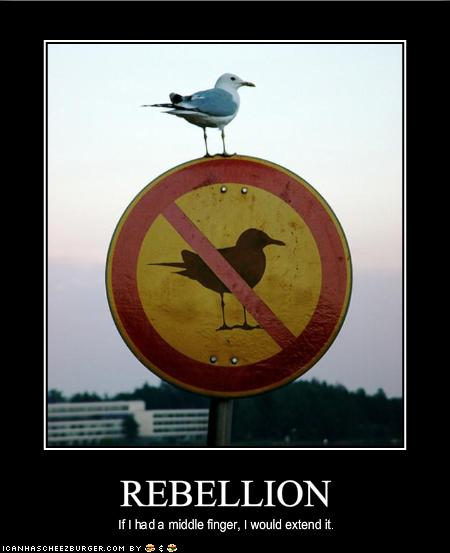 REBELLION
If I had a middle finger, I would extend it.
ICANHASCHEEZBURGER.COM BY &